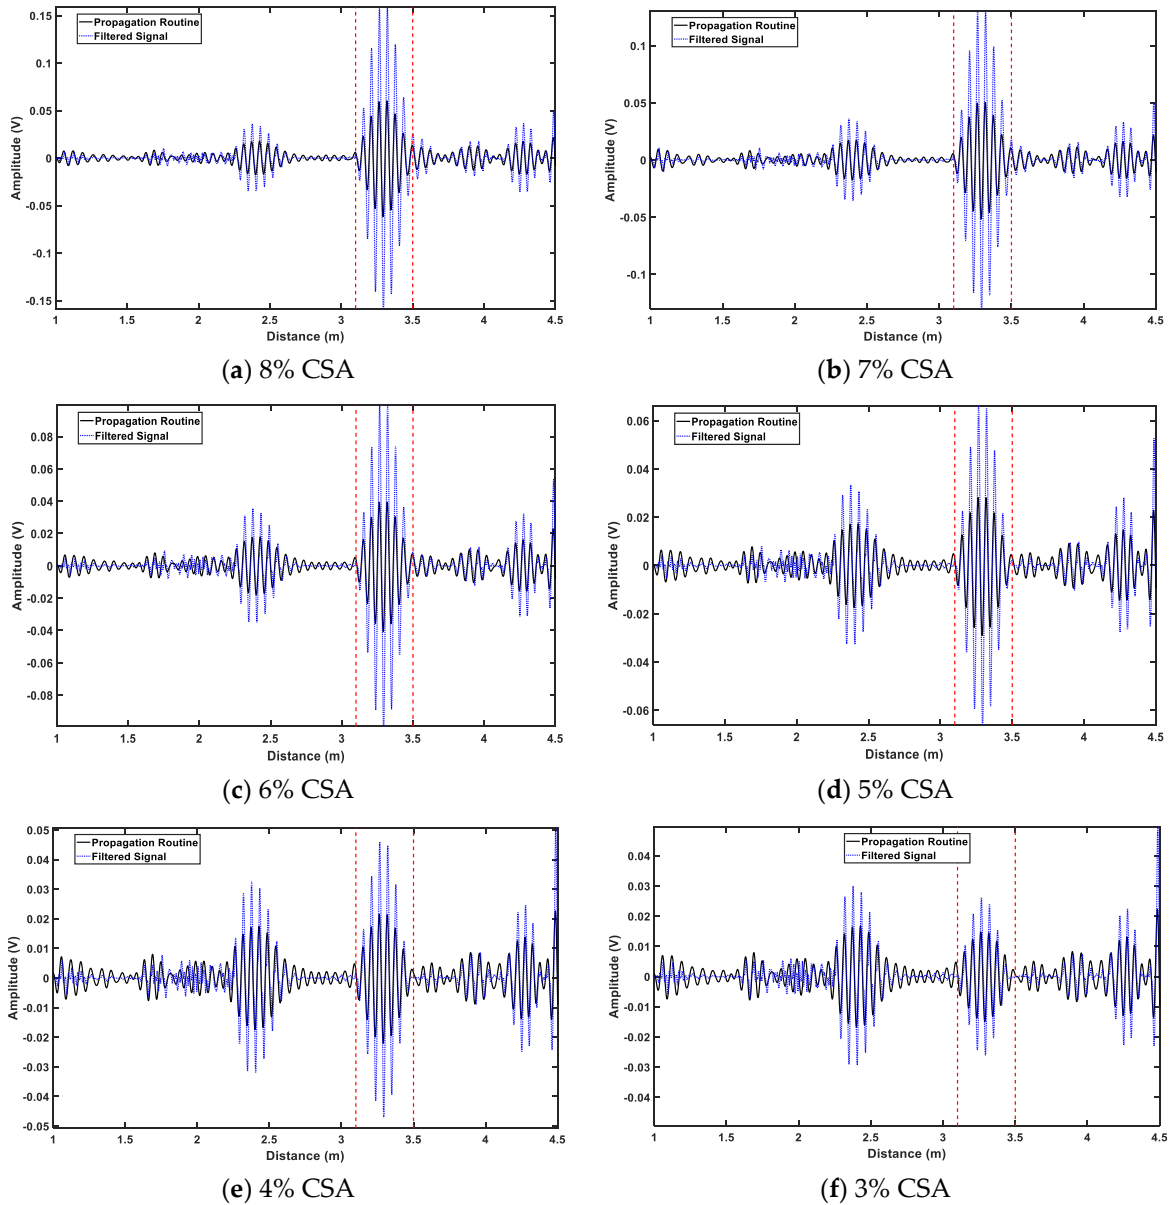 0.15
0.1
0.05
0
-0.05
-0.1
-0.15
Amplitude (V)
Propagation Routine
Filtered Signal
1 1.5 2 2.5 3 3.5 4 4.5
Distance (m)
(a) 8% CSA
0.1
0.05
0
-0.05
-0.1
Amplitude (V)
Propagation Routine
Filtered Signal
1 1.5 2 2.5 3 3.5 4 4.5
Distance (m)
(b) 7% CSA
0.08
0.06
0.04
0.02
0
-0.02
-0.04
-0.06
-0.08
Amplitude (V)
Propagation Routine
Filtered Signal
1 1.5 2 2.5 3 3.5 4 4.5
Distance (m)
(c) 6% CSA
0.06
0.04
0.02
0
-0.02
-0.04
-0.06
Amplitude (V)
Propagation Routine
Filtered Signal
1 1.5 2 2.5 3 3.5 4 4.5
Distance (m)
(d) 5% CSA
0.05
0.04
0.03
0.02
0.01
0
-0.01
-0.02
-0.03
-0.04
-0.05
Amplitude (V)
Propagation Routine
Filtered Signal
1 1.5 2 2.5 3 3.5 4 4.5
Distance (m)
(e) 4% CSA
0.04
0.03
0.02
0.01
0
-0.01
-0.02
-0.03
-0.04
Amplitude (V)
Propagation Routine
Filtered Signal
1 1.5 2 2.5 3 3.5 4 4.5
Distance (m)
(f) 3% CSA